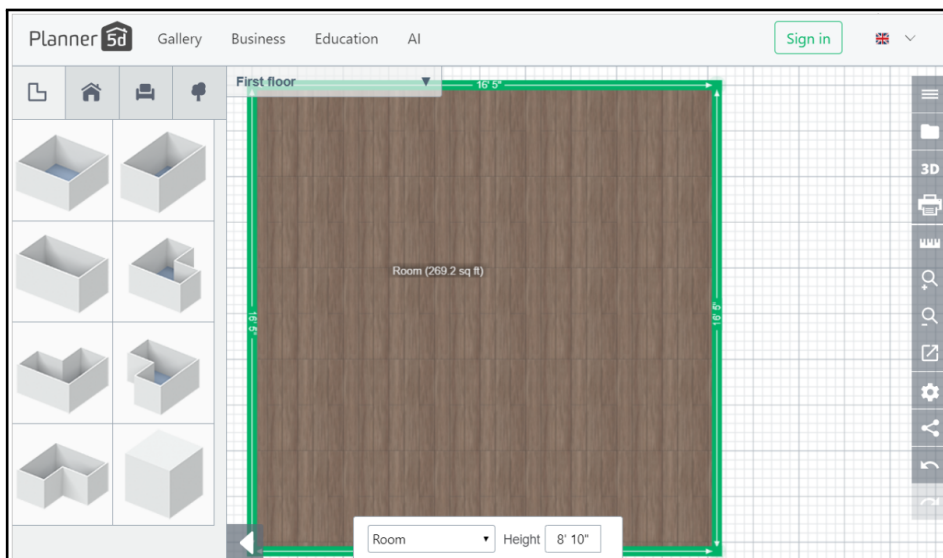 Planner 5d Gallery Business Education AI Sign in
First floor
16' 5"
3D
Room (269.2 sq ft)
16' 5"
16' 5"
Room Height 8' 10"